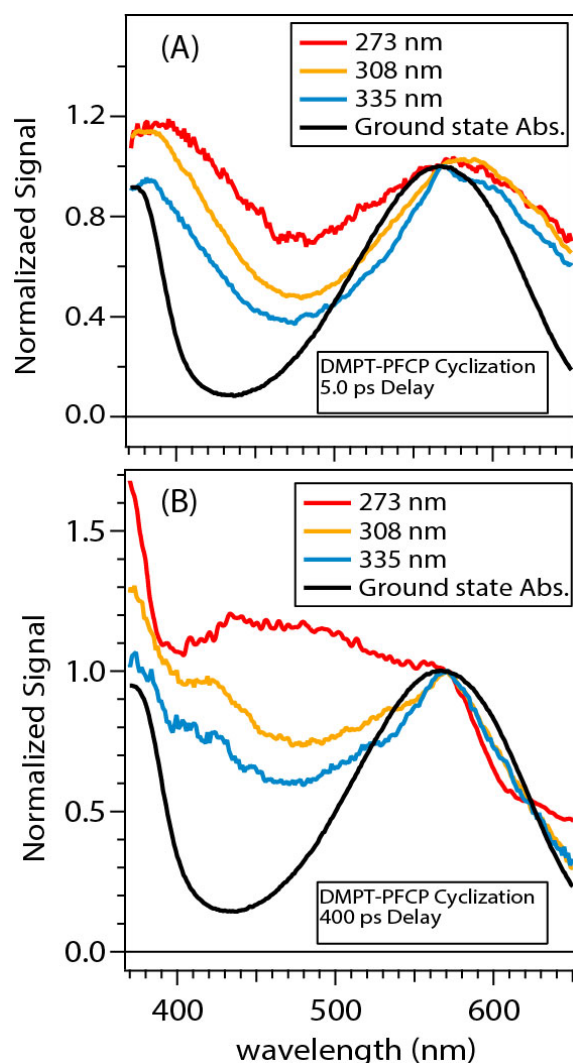 (A)
273 nm
308 nm
335 nm
Ground state Abs.
Normalizaed Signal
1.2
0.8
0.4
0.0
DMPT-PFCP Cyclization
5.0 ps Delay
(B)
273 nm
308 nm
335 nm
Ground state Abs.
Normalized Signal
1.5
1.0
0.5
0.0
DMPT-PFCP Cyclization
400 ps Delay
400
500
600
wavelength (nm)